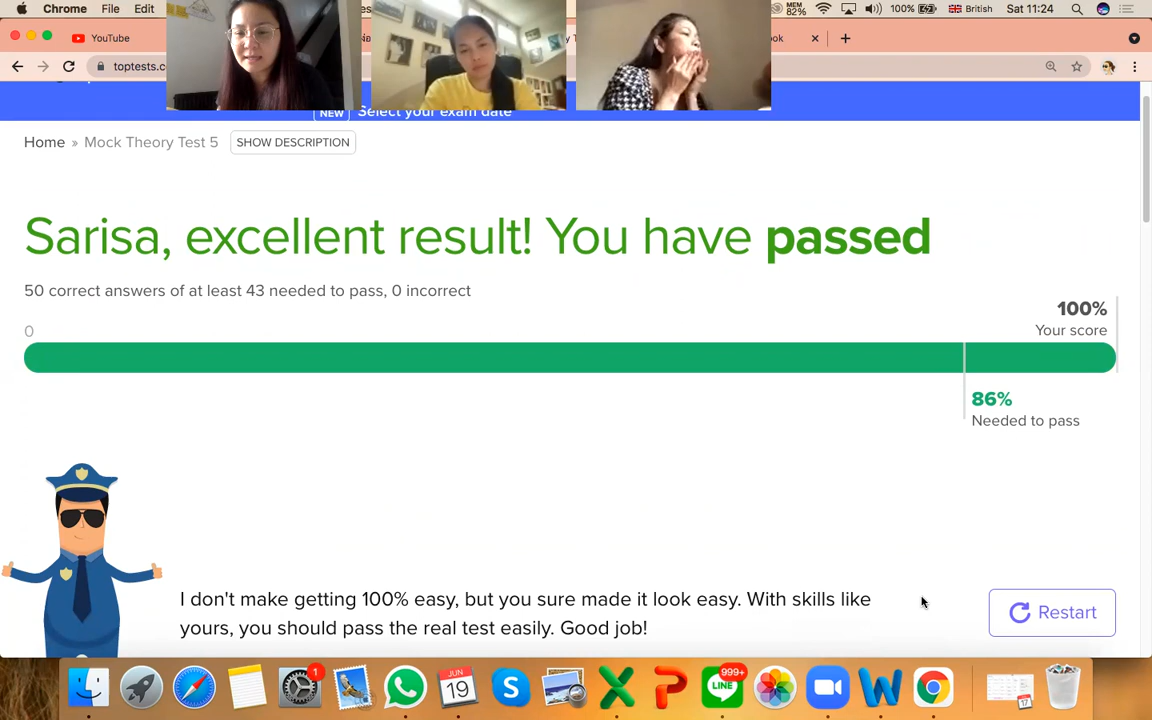 Chrome File Edit
MEM 82% 100% British Sat 11:24
YouTube
toptests.c
NEW Select your exam date
Home » Mock Theory Test 5 SHOW DESCRIPTION
Sarisa, excellent result! You have passed
50 correct answers of at least 43 needed to pass, 0 incorrect
100%
Your score
0
86%
Needed to pass
I don't make getting 100% easy, but you sure made it look easy. With skills like
yours, you should pass the real test easily. Good job!
Restart
1
JUN
19
999+
LINE
17